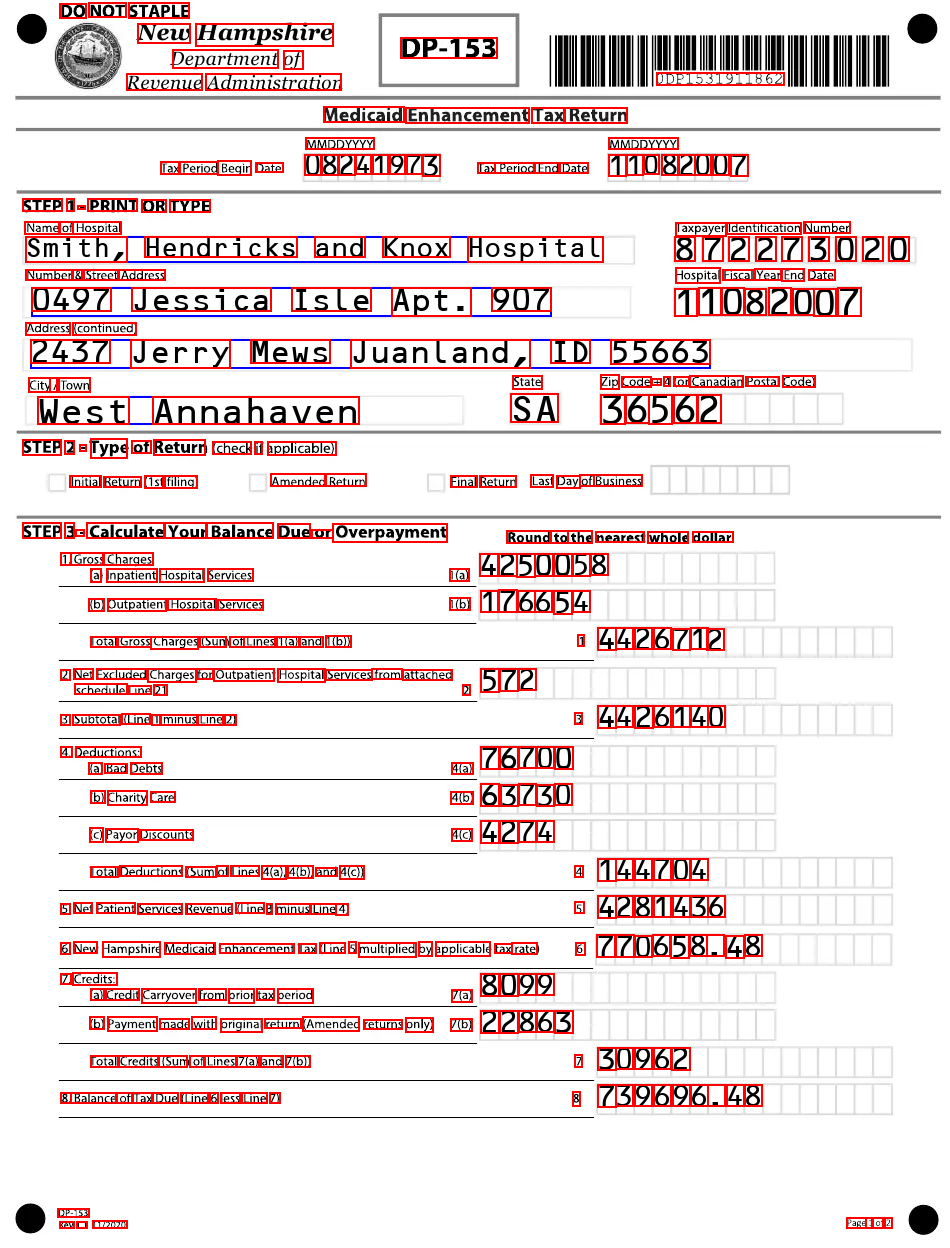 DO NOT STAPLE
New Hampshire
Department of
Revenue Administration
DP-153
0DP1531911862
Medicaid Enhancement Tax Return
MMDDYYYY MMDDYYYY
Tax Period Begin Date 08241973 Tax Period End Date 11082007
STEP 1 - PRINT OR TYPE
Name of Hospital Taxpayer Identification Number
Smith, Hendricks and Knox Hospital 872273020
Number & Street Address Hospital Fiscal Year End Date
0497 Jessica Isle Apt. 907 11082007
Address (continued)
2437 Jerry Mews Juanland, ID 55663
City / Town State Zip Code + 4 (or Canadian Postal Code)
West Annahaven SA 36562
STEP 2 - Type of Return (check if applicable)
Initial Return (1st filing) Amended Return Final Return Last Day of Business
STEP 3 - Calculate Your Balance Due or Overpayment Round to the nearest whole dollar
1. Gross Charges
(a) Inpatient Hospital Services 1(a) 4250058
(b) Outpatient Hospital Services 1(b) 176654
Total Gross Charges (Sum of Lines 1(a) and 1(b)) 1 4426712
2. Net Excluded Charges for Outpatient Hospital Services from attached
schedule Line 21 2 572
3. Subtotal (Line 1 minus Line 2) 3 4426140
4. Deductions:
(a) Bad Debts 4(a) 76700
(b) Charity Care 4(b) 63730
(c) Payor Discounts 4(c) 4274
Total Deductions (Sum of Lines 4(a), 4(b), and 4(c)) 4 144704
5. Net Patient Services Revenue (Line 3 minus Line 4) 5 4281436
6. New Hampshire Medicaid Enhancement Tax (Line 5 multiplied by applicable tax rate) 6 770658.48
7. Credits:
(a) Credit Carryover from prior tax period 7(a) 8099
(b) Payment made with original return (Amended returns only) 7(b) 22863
Total Credits (Sum of Lines 7(a) and 7(b)) 7 30962
8. Balance of Tax Due (Line 6 less Line 7) 8 739696.48
DP-153
Rev 11/2020 Page 1 of 2